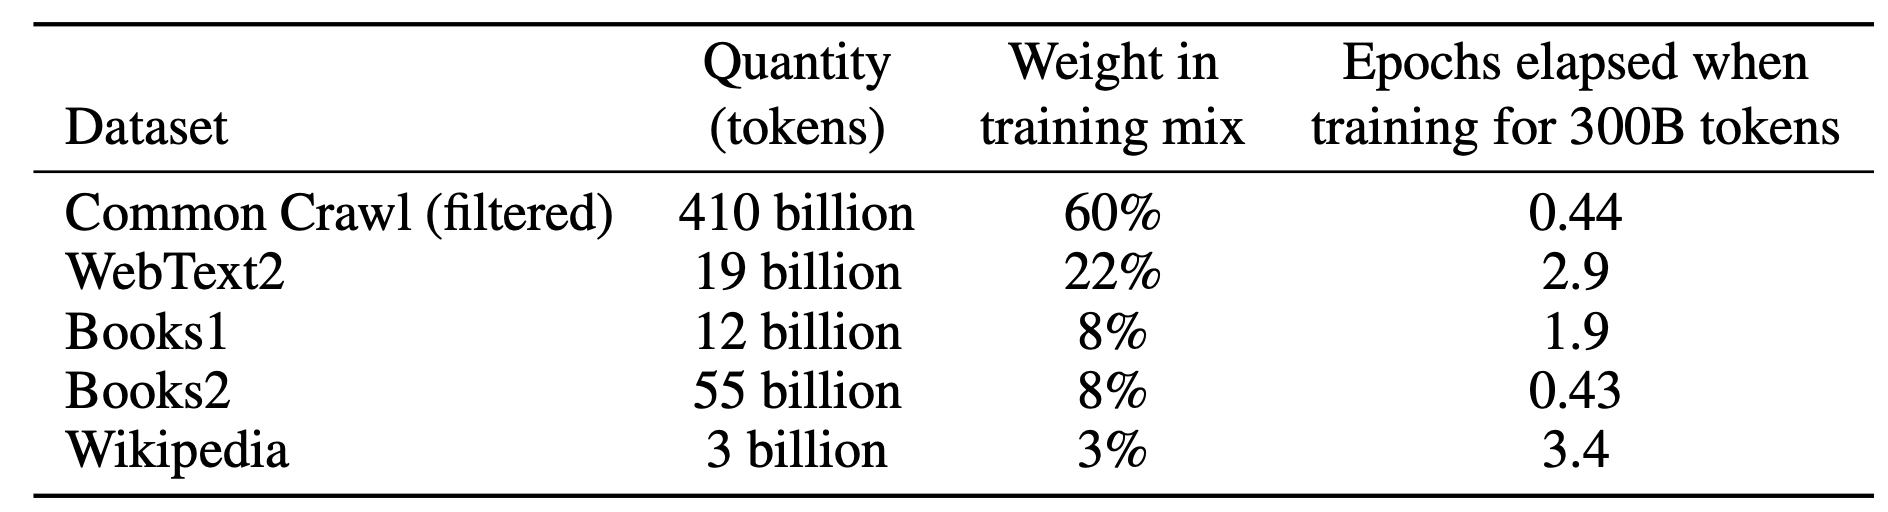 Quantity Weight in Epochs elapsed when
Dataset (tokens) training mix training for 300B tokens
Common Crawl (filtered) 410 billion 60% 0.44
WebText2 19 billion 22% 2.9
Books1 12 billion 8% 1.9
Books2 55 billion 8% 0.43
Wikipedia 3 billion 3% 3.4